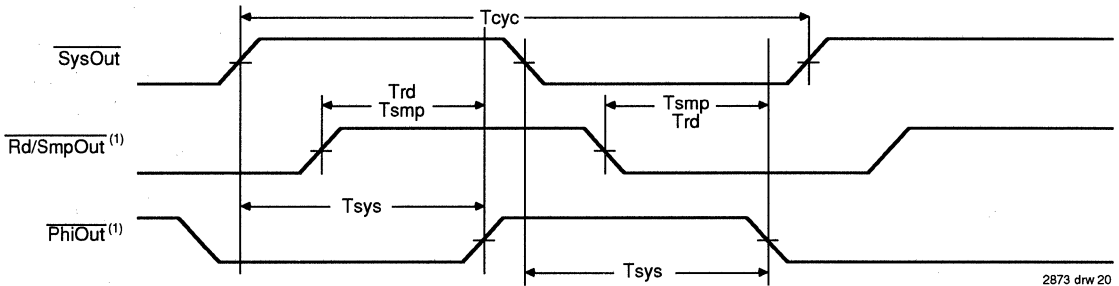 Tcyc
SysOut
Trd
Tsmp
Tsmp
Trd
Rd/SmpOut (1)
Tsys
PhiOut (1)
Tsys
2873 drw 20